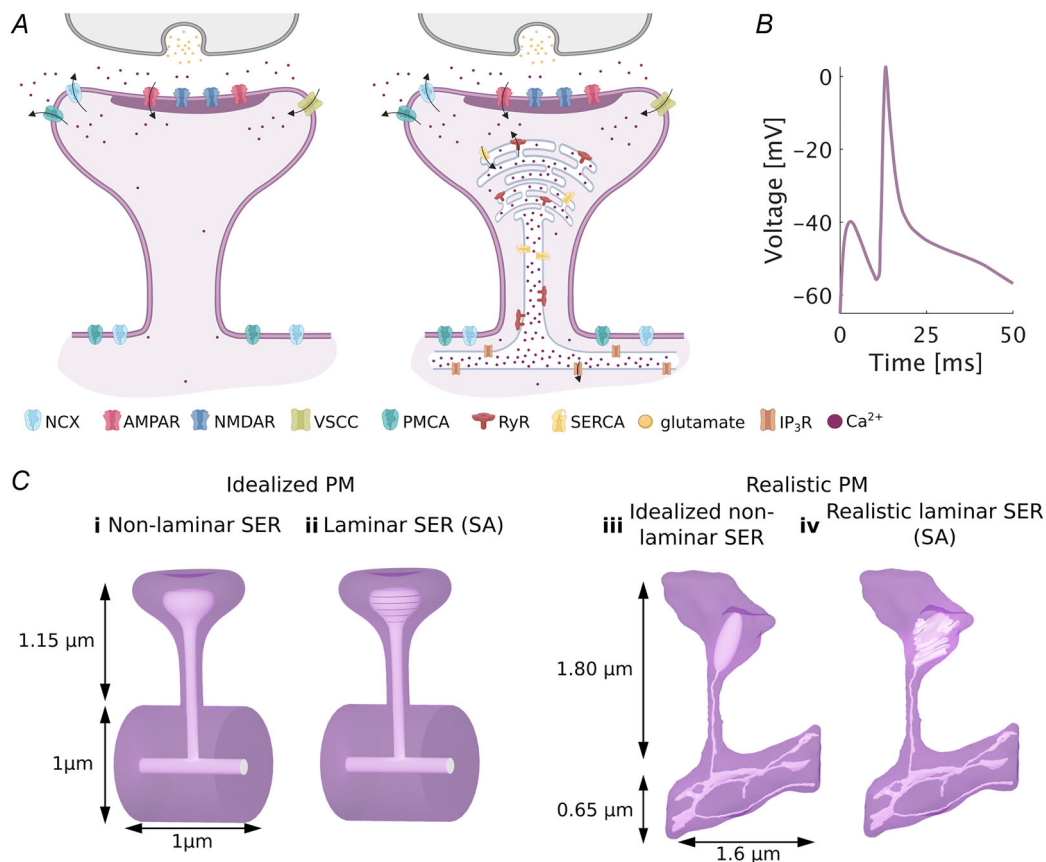 A
B
Voltage [mV]
0
−20
−40
−60
0
25
50
Time [ms]
NCX
AMPAR
NMDAR
VSCC
PMCA
RyR
SERCA
glutamate
IP₃R
Ca²⁺
C
Idealized PM
Realistic PM
i Non-laminar SER
ii Laminar SER (SA)
iii Idealized non-
laminar SER
iv Realistic laminar SER
(SA)
1.15 μm
1μm
1μm
1.80 μm
0.65 μm
1.6 μm